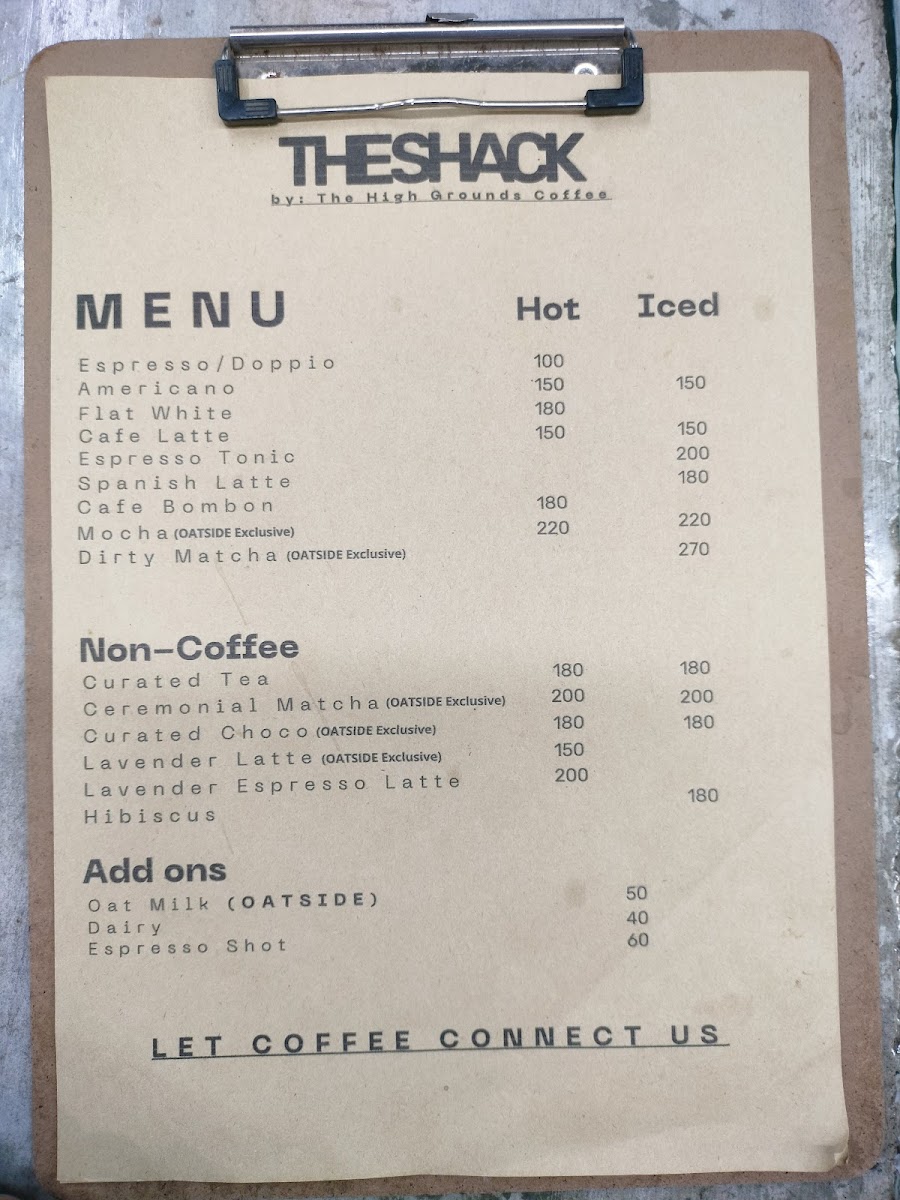 THE SHACK
by: The High Grounds Coffee
MENU Hot Iced
Espresso/Doppio 100
Americano 150 150
Flat White 180
Cafe Latte 150 150
Espresso Tonic 200
Spanish Latte 180
Cafe Bombon 180
Mocha (OATSIDE Exclusive) 220 220
Dirty Matcha (OATSIDE Exclusive) 270
Non-Coffee
Curated Tea 180 180
Ceremonial Matcha (OATSIDE Exclusive) 200 200
Curated Choco (OATSIDE Exclusive) 180 180
Lavender Latte (OATSIDE Exclusive) 150
Lavender Espresso Latte 200
Hibiscus 180
Add ons
Oat Milk (OATSIDE) 50
Dairy 40
Espresso Shot 60
LET COFFEE CONNECT US